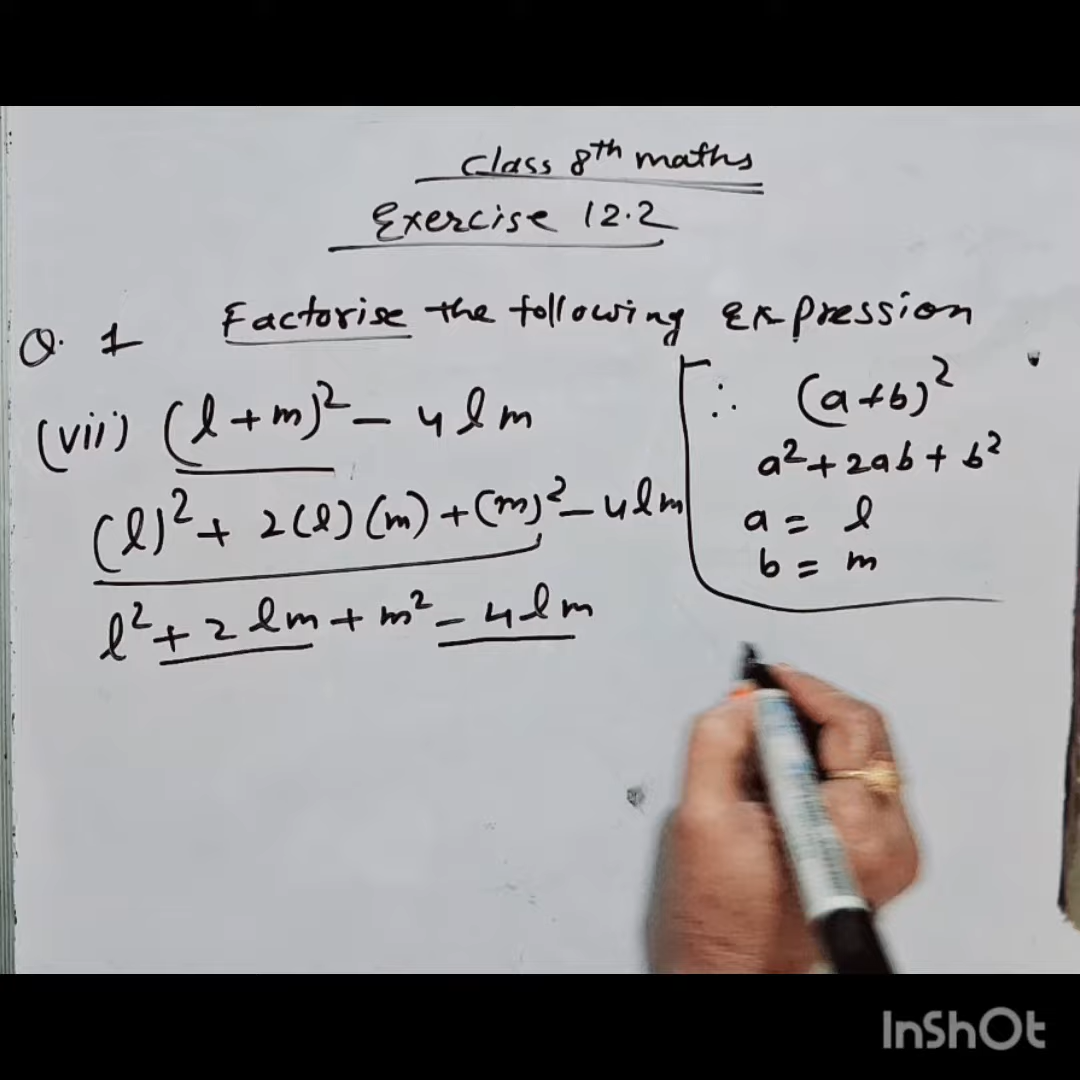 Class 8th maths
Exercise 12.2
Q. 1 Factorise the following expression
(vii) (l+m)² - 4lm
(l)² + 2(l)(m) + (m)² - 4lm
l² + 2lm + m² - 4lm
∴ (a+b)²
a² + 2ab + b²
a = l
b = m
InShOt